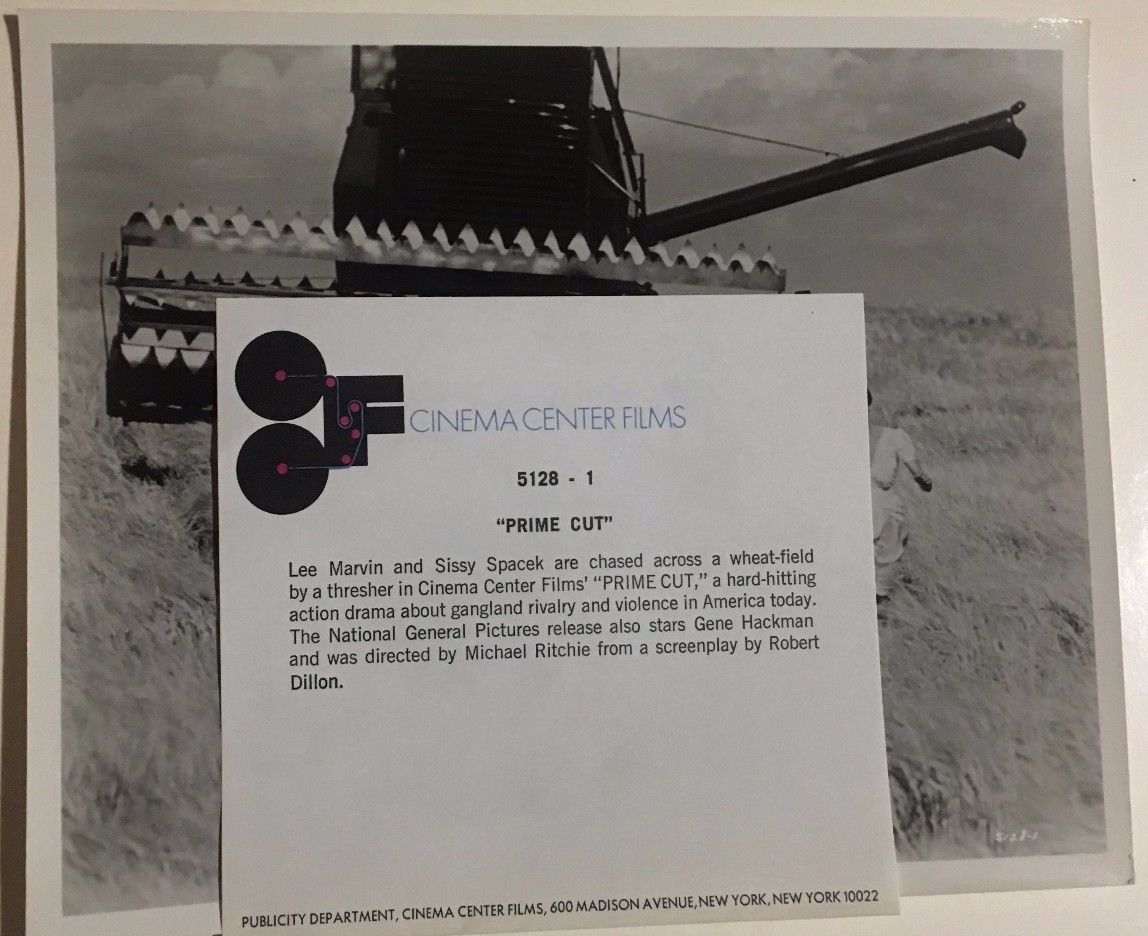 CINEMA CENTER FILMS
5128 - 1
“PRIME CUT”
Lee Marvin and Sissy Spacek are chased across a wheat-field
by a thresher in Cinema Center Films’ “PRIME CUT,” a hard-hitting
action drama about gangland rivalry and violence in America today.
The National General Pictures release also stars Gene Hackman
and was directed by Michael Ritchie from a screenplay by Robert
Dillon.
5128-1
PUBLICITY DEPARTMENT, CINEMA CENTER FILMS, 600 MADISON AVENUE, NEW YORK, NEW YORK 10022